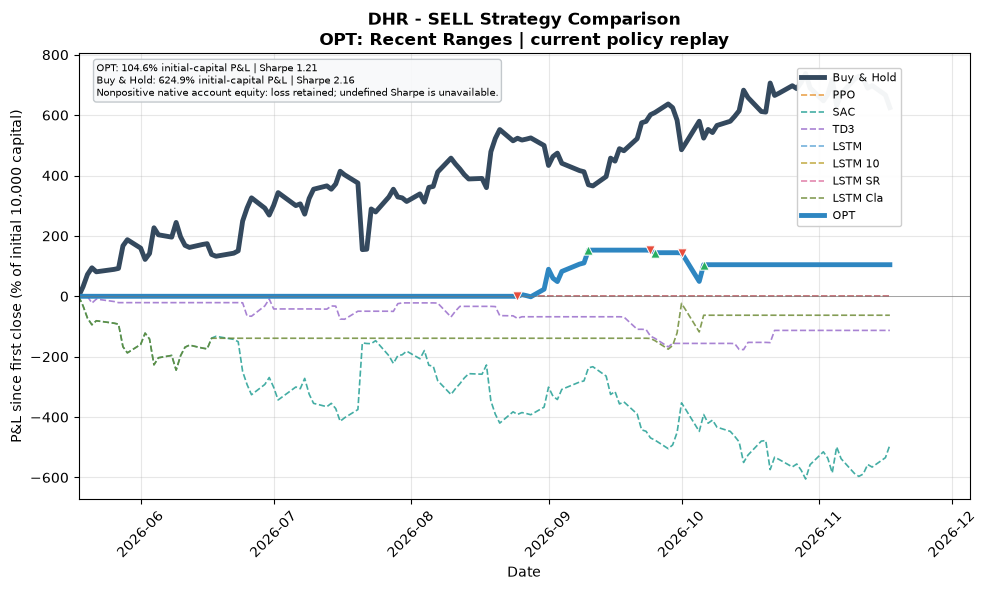 DHR - SELL Strategy Comparison
OPT: Recent Ranges | current policy replay
OPT: 104.6% initial-capital P&L | Sharpe 1.21
Buy & Hold: 624.9% initial-capital P&L | Sharpe 2.16
Nonpositive native account equity: loss retained; undefined Sharpe is unavailable.
Buy & Hold
PPO
SAC
TD3
LSTM
LSTM 10
LSTM SR
LSTM Cla
OPT
P&L since first close (% of initial 10,000 capital)
800
600
400
200
0
−200
−400
−600
2026-06
2026-07
2026-08
2026-09
2026-10
2026-11
2026-12
Date